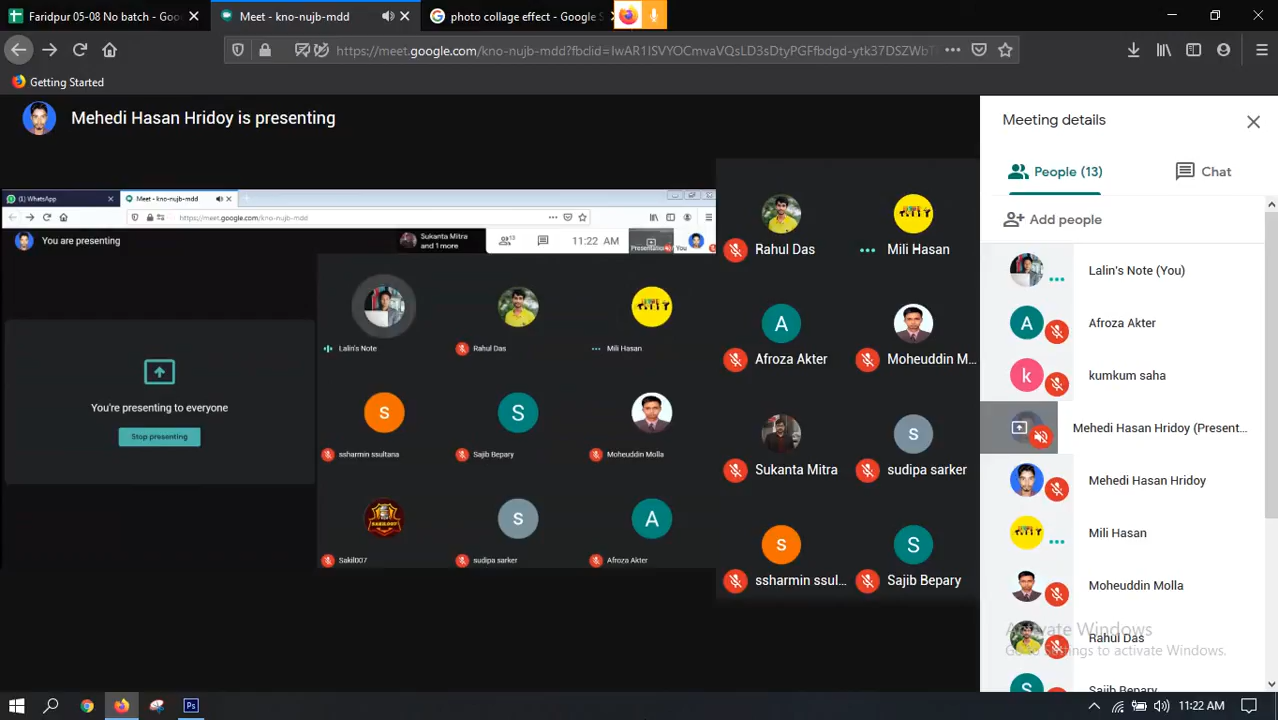 Faridpur 05-08 No batch - Goo
Meet - kno-nujb-mdd
photo collage effect - Google S
https://meet.google.com/kno-nujb-mdd?fbclid=IwAR1ISVYOCmvaVQsLD3sDtyPGFfbdgd-ytk37DSZWbT
Getting Started
Mehedi Hasan Hridoy is presenting
(1) WhatsApp
Meet - kno-nujb-mdd
https://meet.google.com/kno-nujb-mdd
You are presenting
Sukanta Mitra
and 1 more
13
11:22 AM
You
You're presenting to everyone
Stop presenting
Lalin's Note
Rahul Das
Mili Hasan
S
S
ssharmin ssultana
Sajib Bepary
Moheuddin Molla
S
A
Sakil007
sudipa sarker
Afroza Akter
Rahul Das
Mili Hasan
A
Afroza Akter
Moheuddin M...
s
Sukanta Mitra
sudipa sarker
s
S
ssharmin ssul...
Sajib Bepary
Meeting details
People (13)
Chat
Add people
Lalin's Note (You)
A
Afroza Akter
k
kumkum saha
Mehedi Hasan Hridoy (Present...
Mehedi Hasan Hridoy
Mili Hasan
Moheuddin Molla
Rahul Das
S
Sajib Bepary
Activate Windows
Go to Settings to activate Windows.
Ps
11:22 AM